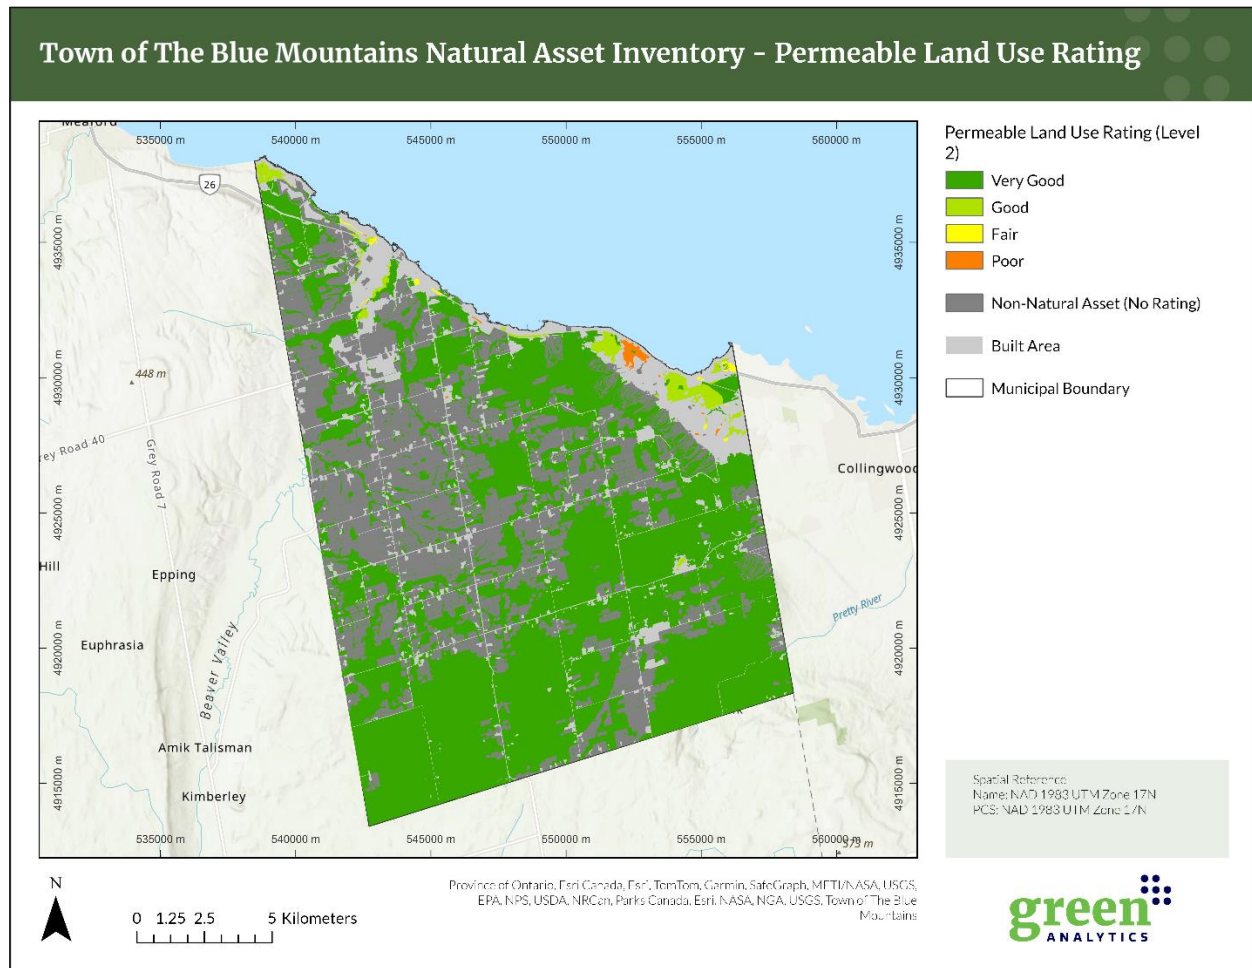 Town of The Blue Mountains Natural Asset Inventory - Permeable Land Use Rating
Meaford
535000 m
540000 m
545000 m
550000 m
555000 m
560000 m
26
4935000 m
4935000 m
4930000 m
4930000 m
448 m
rey Road 40
Grey Road 7
Collingwood
4925000 m
4925000 m
Hill
Epping
Pretty River
Euphrasia
Beaver Valley
4920000 m
4920000 m
Amik Talisman
Kimberley
4915000 m
4915000 m
535000 m
540000 m
545000 m
550000 m
555000 m
560000 m
573 m
Permeable Land Use Rating (Level
2)
Very Good
Good
Fair
Poor
Non-Natural Asset (No Rating)
Built Area
Municipal Boundary
Spatial Reference
Name: NAD 1983 UTM Zone 17N
PCS: NAD 1983 UTM Zone 17N
N
0 1.25 2.5 5 Kilometers
Province of Ontario, Esri Canada, Esri, TomTom, Garmin, SafeGraph, METI/NASA, USGS,
EPA, NPS, USDA, NRCan, Parks Canada, Esri, NASA, NGA, USGS, Town of The Blue
Mountains
green
ANALYTICS